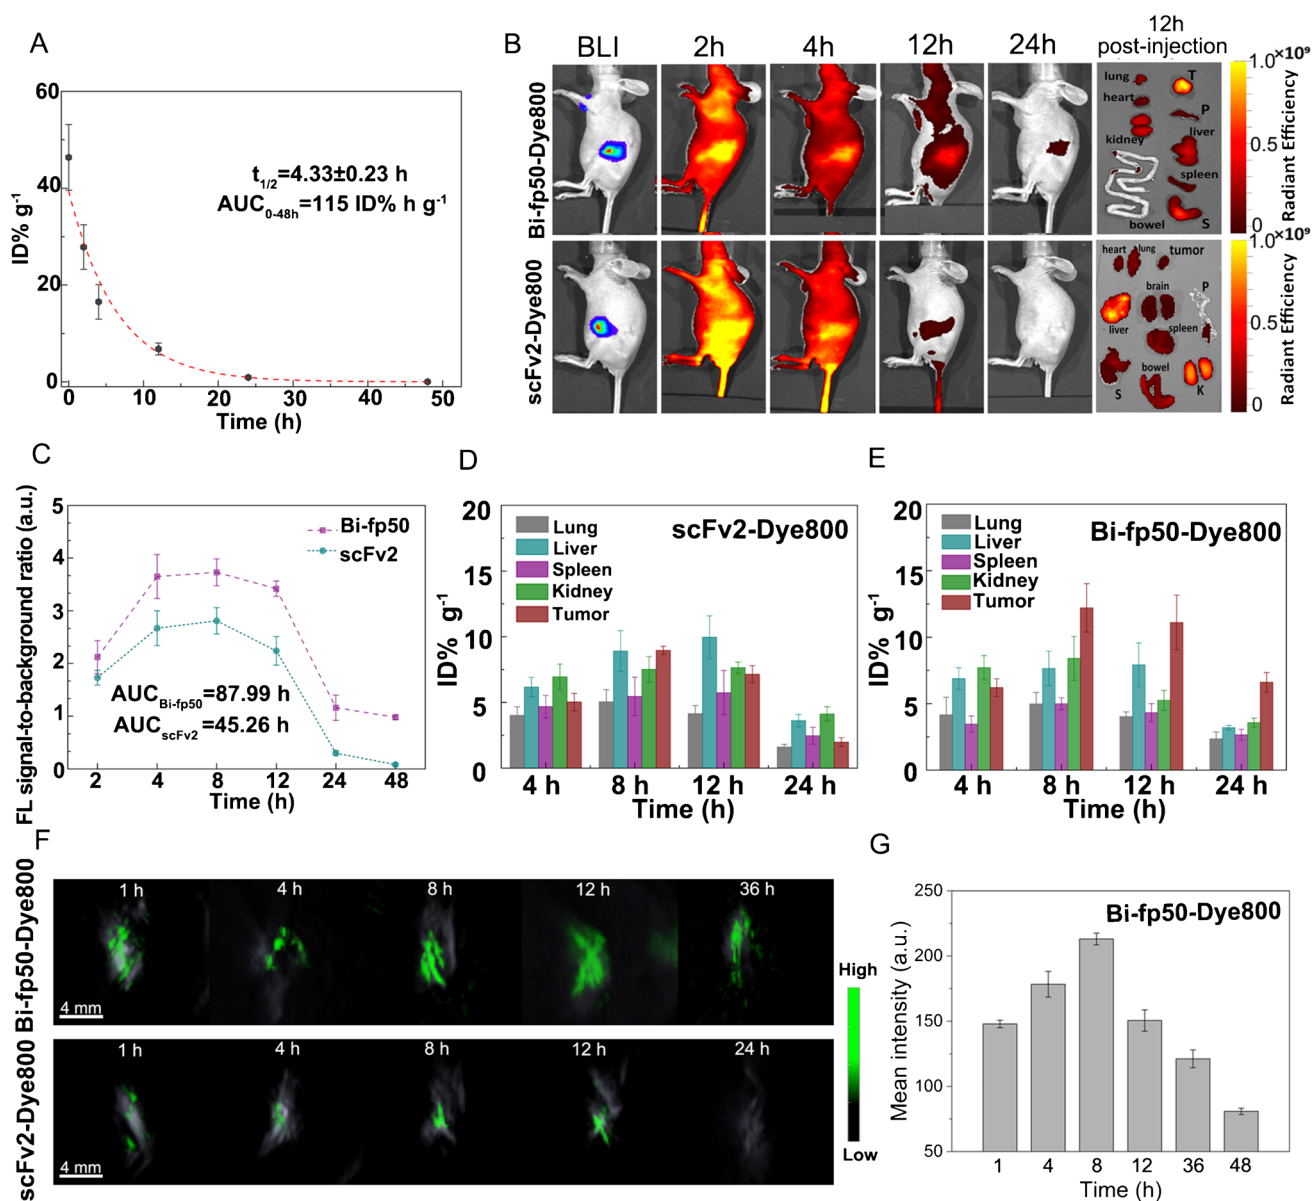 A
60
40
20
0
ID% g⁻¹
t1/2=4.33±0.23 h
AUC0-48h=115 ID% h g⁻¹
0 10 20 30 40 50
Time (h)
B
BLI 2h 4h 12h 24h
12h
post-injection
Bi-fp50-Dye800
lung
T
heart
P
kidney
liver
spleen
bowel
S
1.0 ×10⁹
0.5
0
Radiant Efficiency
scFv2-Dye800
heart lung tumor
brain
P
liver
spleen
bowel
S
K
1.0 ×10⁹
0.5
0
Radiant Efficiency
C
FL signal-to-background ratio (a.u.)
5
4
3
2
1
0
Bi-fp50
scFv2
AUCBi-fp50=87.99 h
AUCscFv2=45.26 h
2 4 8 12 24 48
Time (h)
D
20
15
10
5
0
ID% g⁻¹
Lung
Liver
Spleen
Kidney
Tumor
scFv2-Dye800
4 h 8 h 12 h 24 h
Time (h)
E
20
15
10
5
0
ID% g⁻¹
Lung
Liver
Spleen
Kidney
Tumor
Bi-fp50-Dye800
4 h 8 h 12 h 24 h
Time (h)
F
Bi-fp50-Dye800
1 h 4 h 8 h 12 h 36 h
4 mm
scFv2-Dye800
1 h 4 h 8 h 12 h 24 h
4 mm
High
Low
G
250
200
150
100
50
Mean intensity (a.u.)
Bi-fp50-Dye800
1 4 8 12 36 48
Time (h)